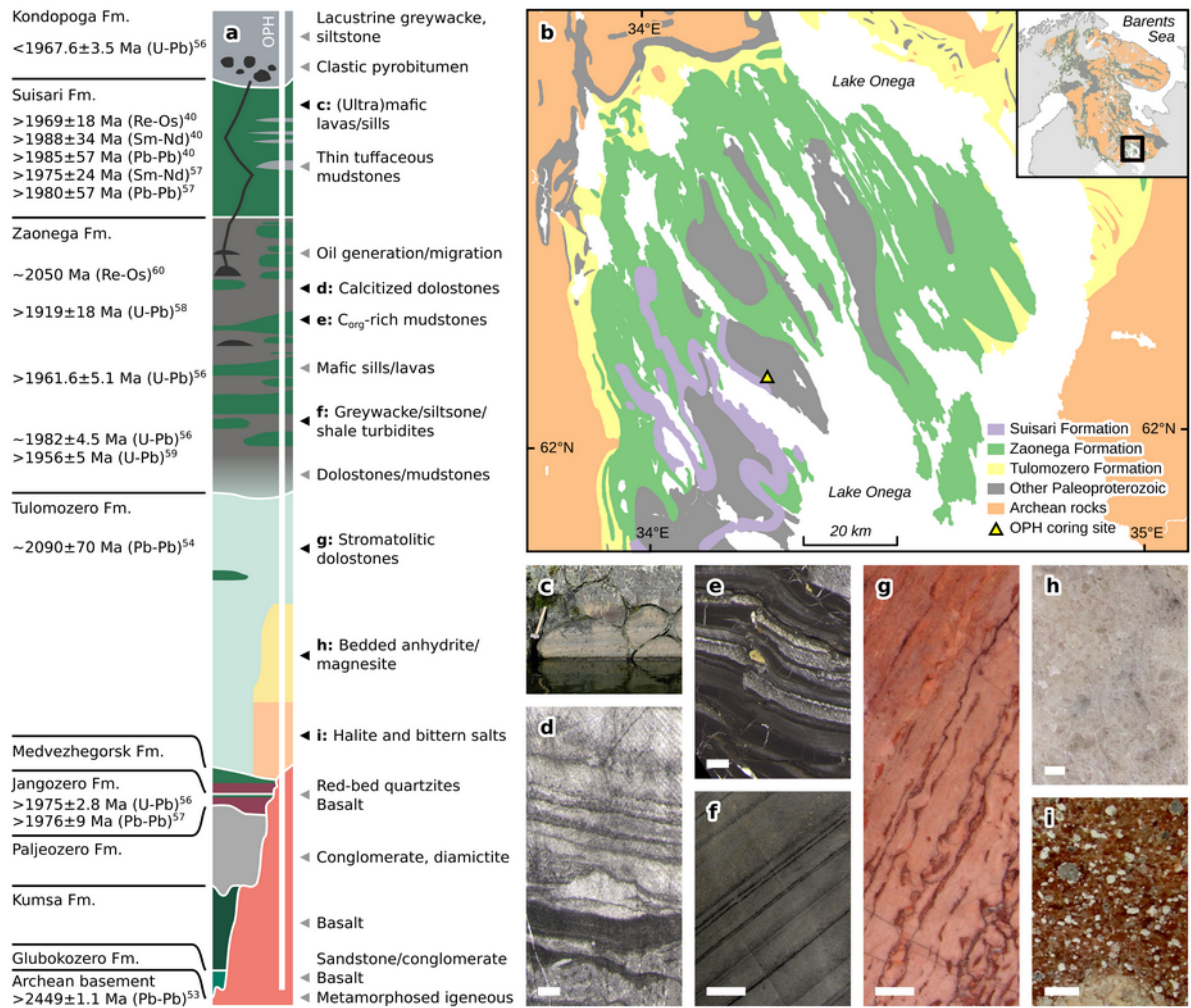 Kondopoga Fm.
<1967.6±3.5 Ma (U-Pb)56
Suisari Fm.
>1969±18 Ma (Re-Os)40
>1988±34 Ma (Sm-Nd)40
>1985±57 Ma (Pb-Pb)40
>1975±24 Ma (Sm-Nd)57
>1980±57 Ma (Pb-Pb)57
Zaonega Fm.
~2050 Ma (Re-Os)60
>1919±18 Ma (U-Pb)58
>1961.6±5.1 Ma (U-Pb)56
~1982±4.5 Ma (U-Pb)56
>1956±5 Ma (U-Pb)59
Tulomozero Fm.
~2090±70 Ma (Pb-Pb)54
Medvezhegorsk Fm.
Jangozero Fm.
>1975±2.8 Ma (U-Pb)56
>1976±9 Ma (Pb-Pb)57
Paljeozero Fm.
Kumsa Fm.
Glubokozero Fm.
Archean basement
>2449±1.1 Ma (Pb-Pb)53
a
OPH
Lacustrine greywacke,
siltstone
Clastic pyrobitumen
c: (Ultra)mafic
lavas/sills
Thin tuffaceous
mudstones
Oil generation/migration
d: Calcitized dolostones
e: Corg-rich mudstones
Mafic sills/lavas
f: Greywacke/siltsone/
shale turbidites
Dolostones/mudstones
g: Stromatolitic
dolostones
h: Bedded anhydrite/
magnesite
i: Halite and bittern salts
Red-bed quartzites
Basalt
Conglomerate, diamictite
Basalt
Sandstone/conglomerate
Basalt
Metamorphosed igneous
b
34°E
Lake Onega
Barents
Sea
62°N
62°N
Lake Onega
34°E
20 km
35°E
Suisari Formation
Zaonega Formation
Tulomozero Formation
Other Paleoproterozoic
Archean rocks
OPH coring site
c
d
e
f
g
h
i